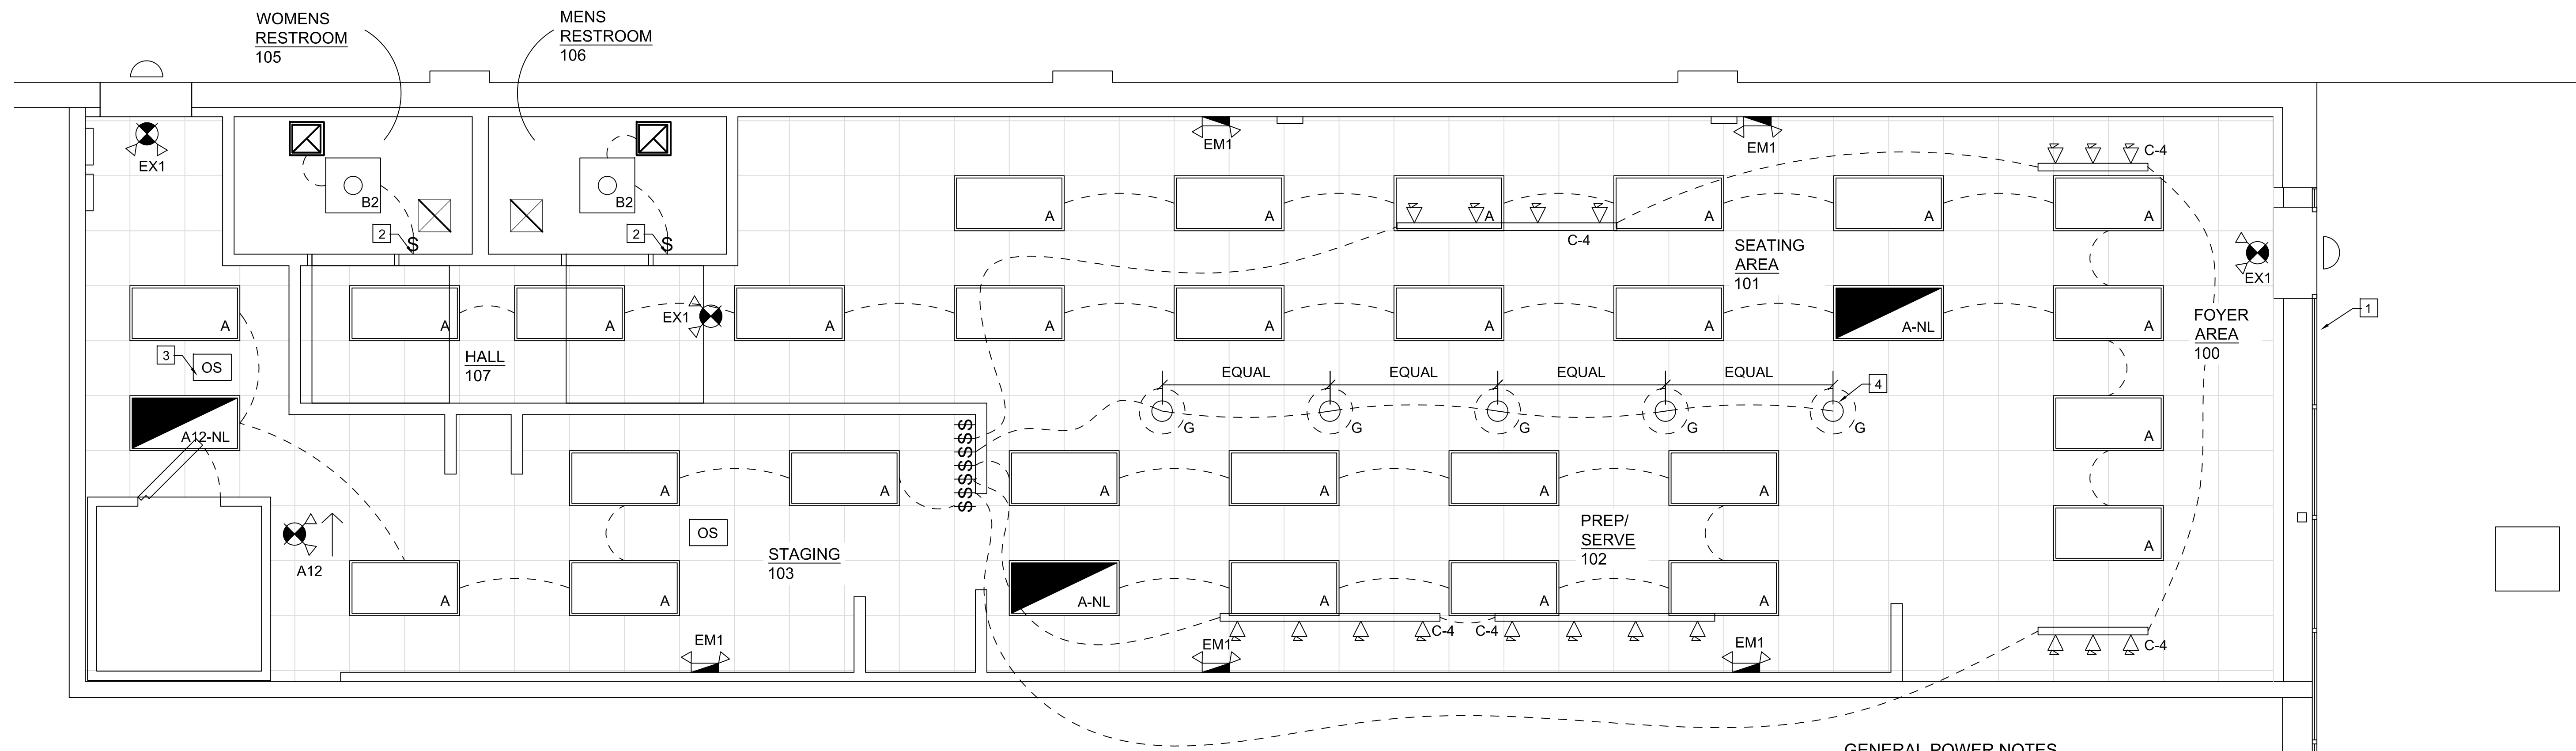 WOMENS
RESTROOM
105
MENS
RESTROOM
106
EX1
B2
2
$
B2
2
$
EM1
EM1
C-4
A
A
A
A
A
A
C-4
SEATING
AREA
101
EX1
1
A
A
A
EX1
A
A
A
A
A
A-NL
A
FOYER
AREA
100
HALL
107
3
OS
EQUAL
EQUAL
EQUAL
EQUAL
4
G
G
G
G
G
A12-NL
A
$
$
$
$
$
$
$
A
A
A
A
A
A
OS
STAGING
103
PREP/
SERVE
102
A
A12
A
A
A-NL
A
A
A
EM1
EM1
C-4
C-4
EM1
C-4
GENERAL POWER NOTES